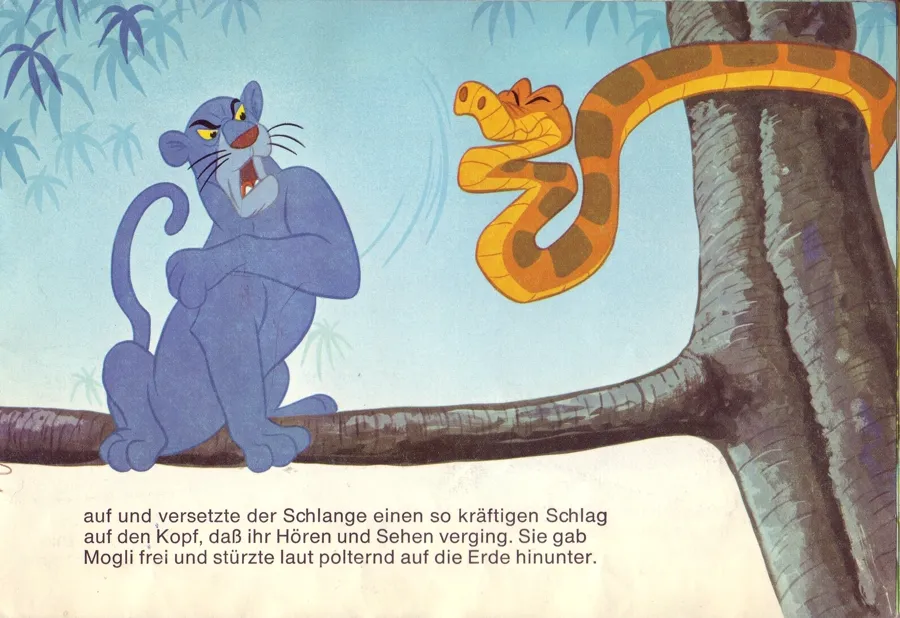 auf und versetzte der Schlange einen so kräftigen Schlag
auf den Kopf, daß ihr Hören und Sehen verging. Sie gab
Mogli frei und stürzte laut polternd auf die Erde hinunter.